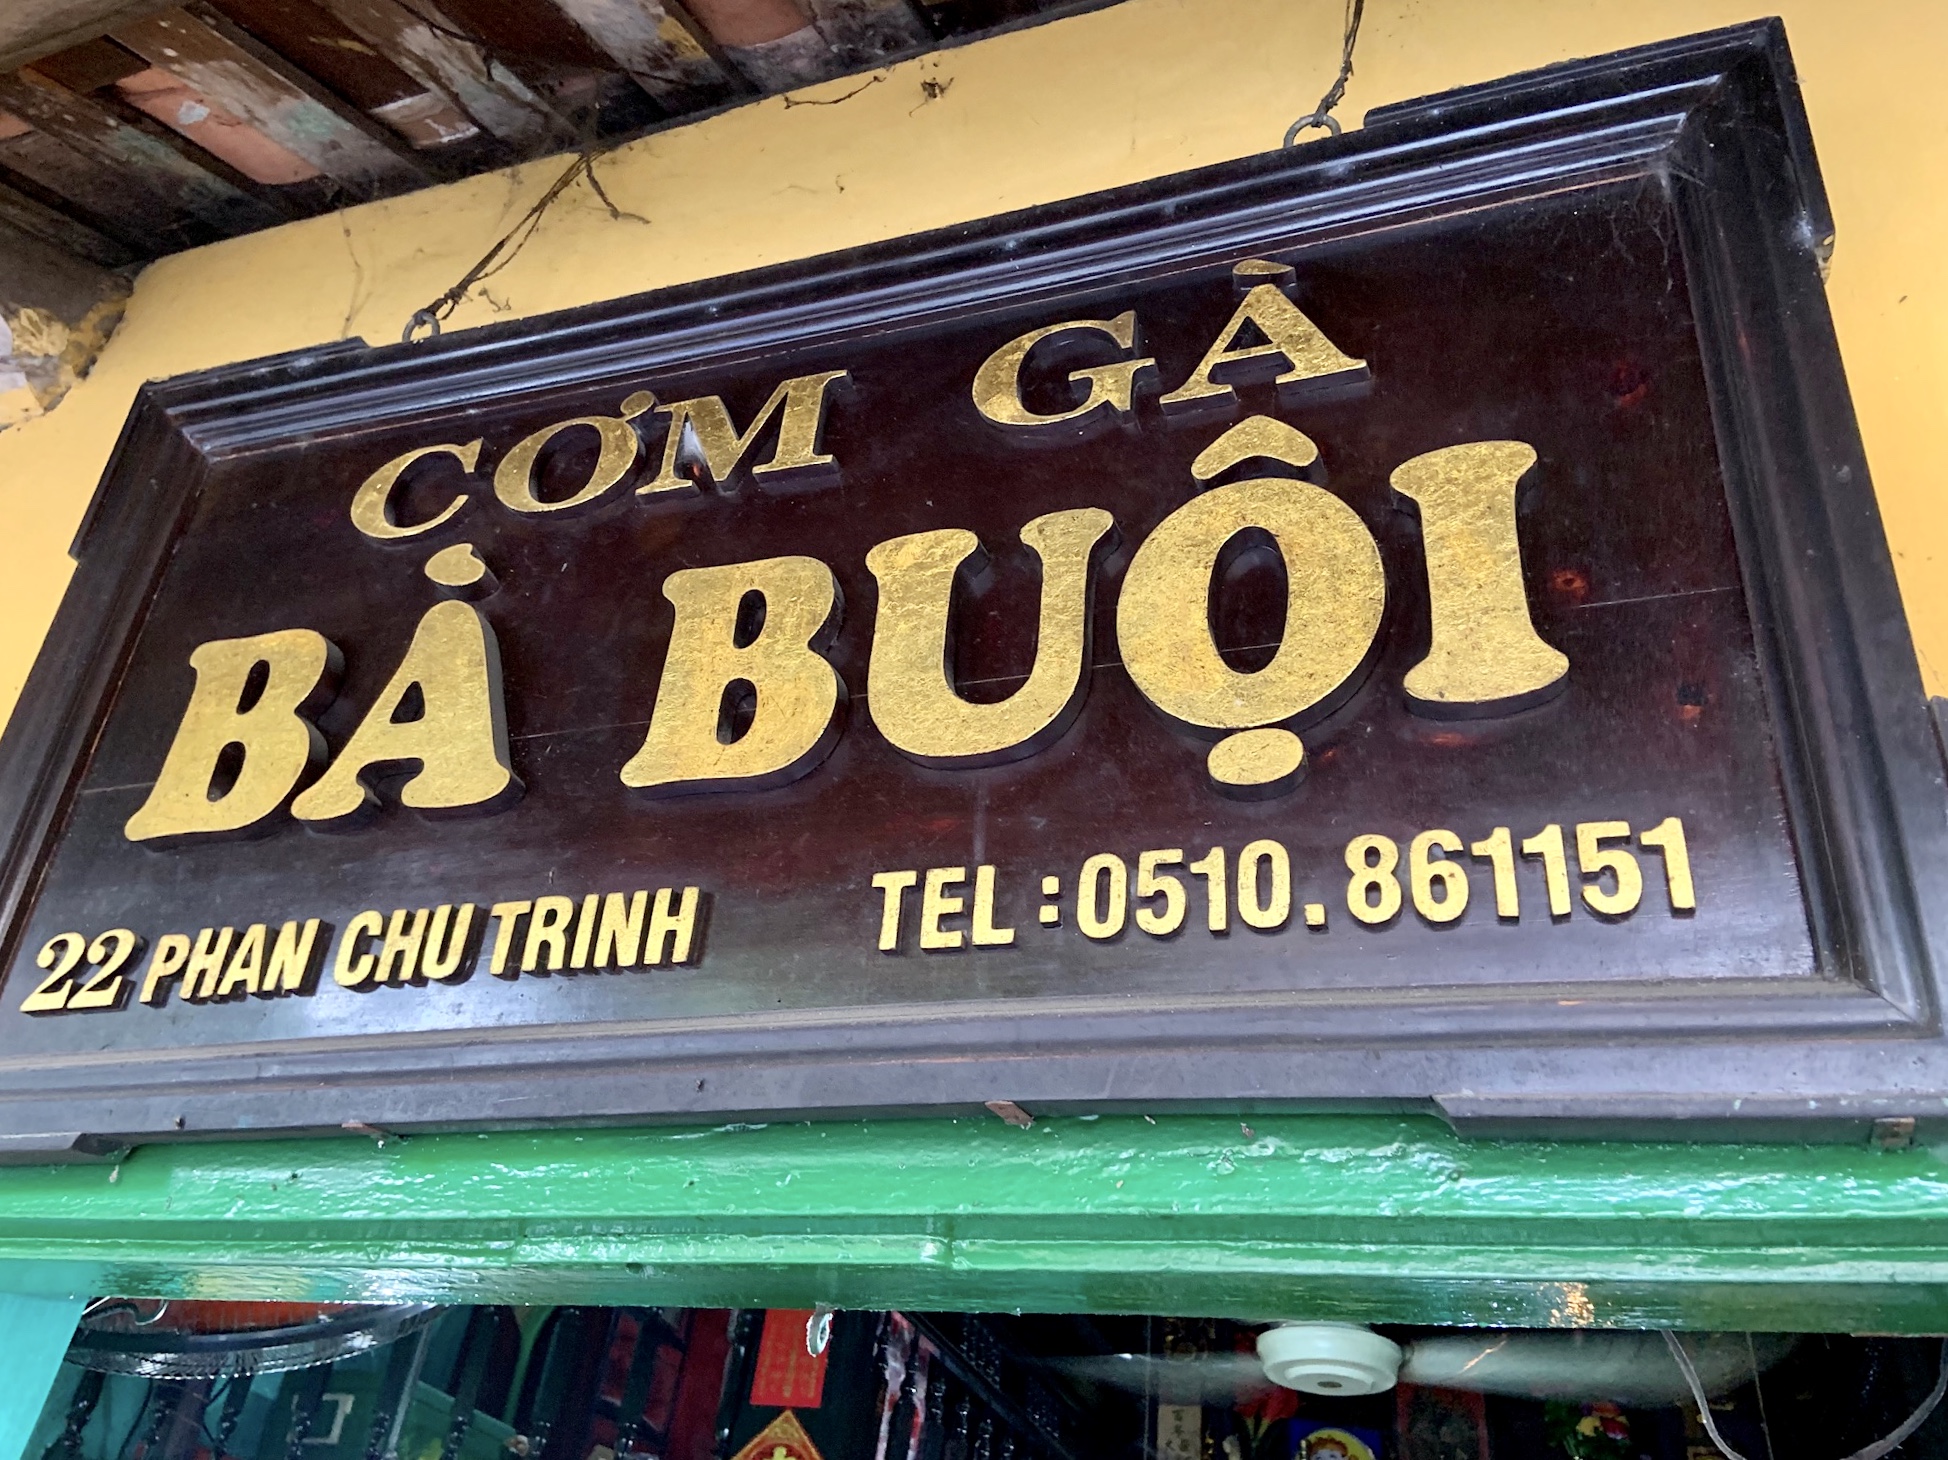 CƠM GÀ
BÀ BUỘI
22 PHAN CHU TRINH
TEL : 0510.861151